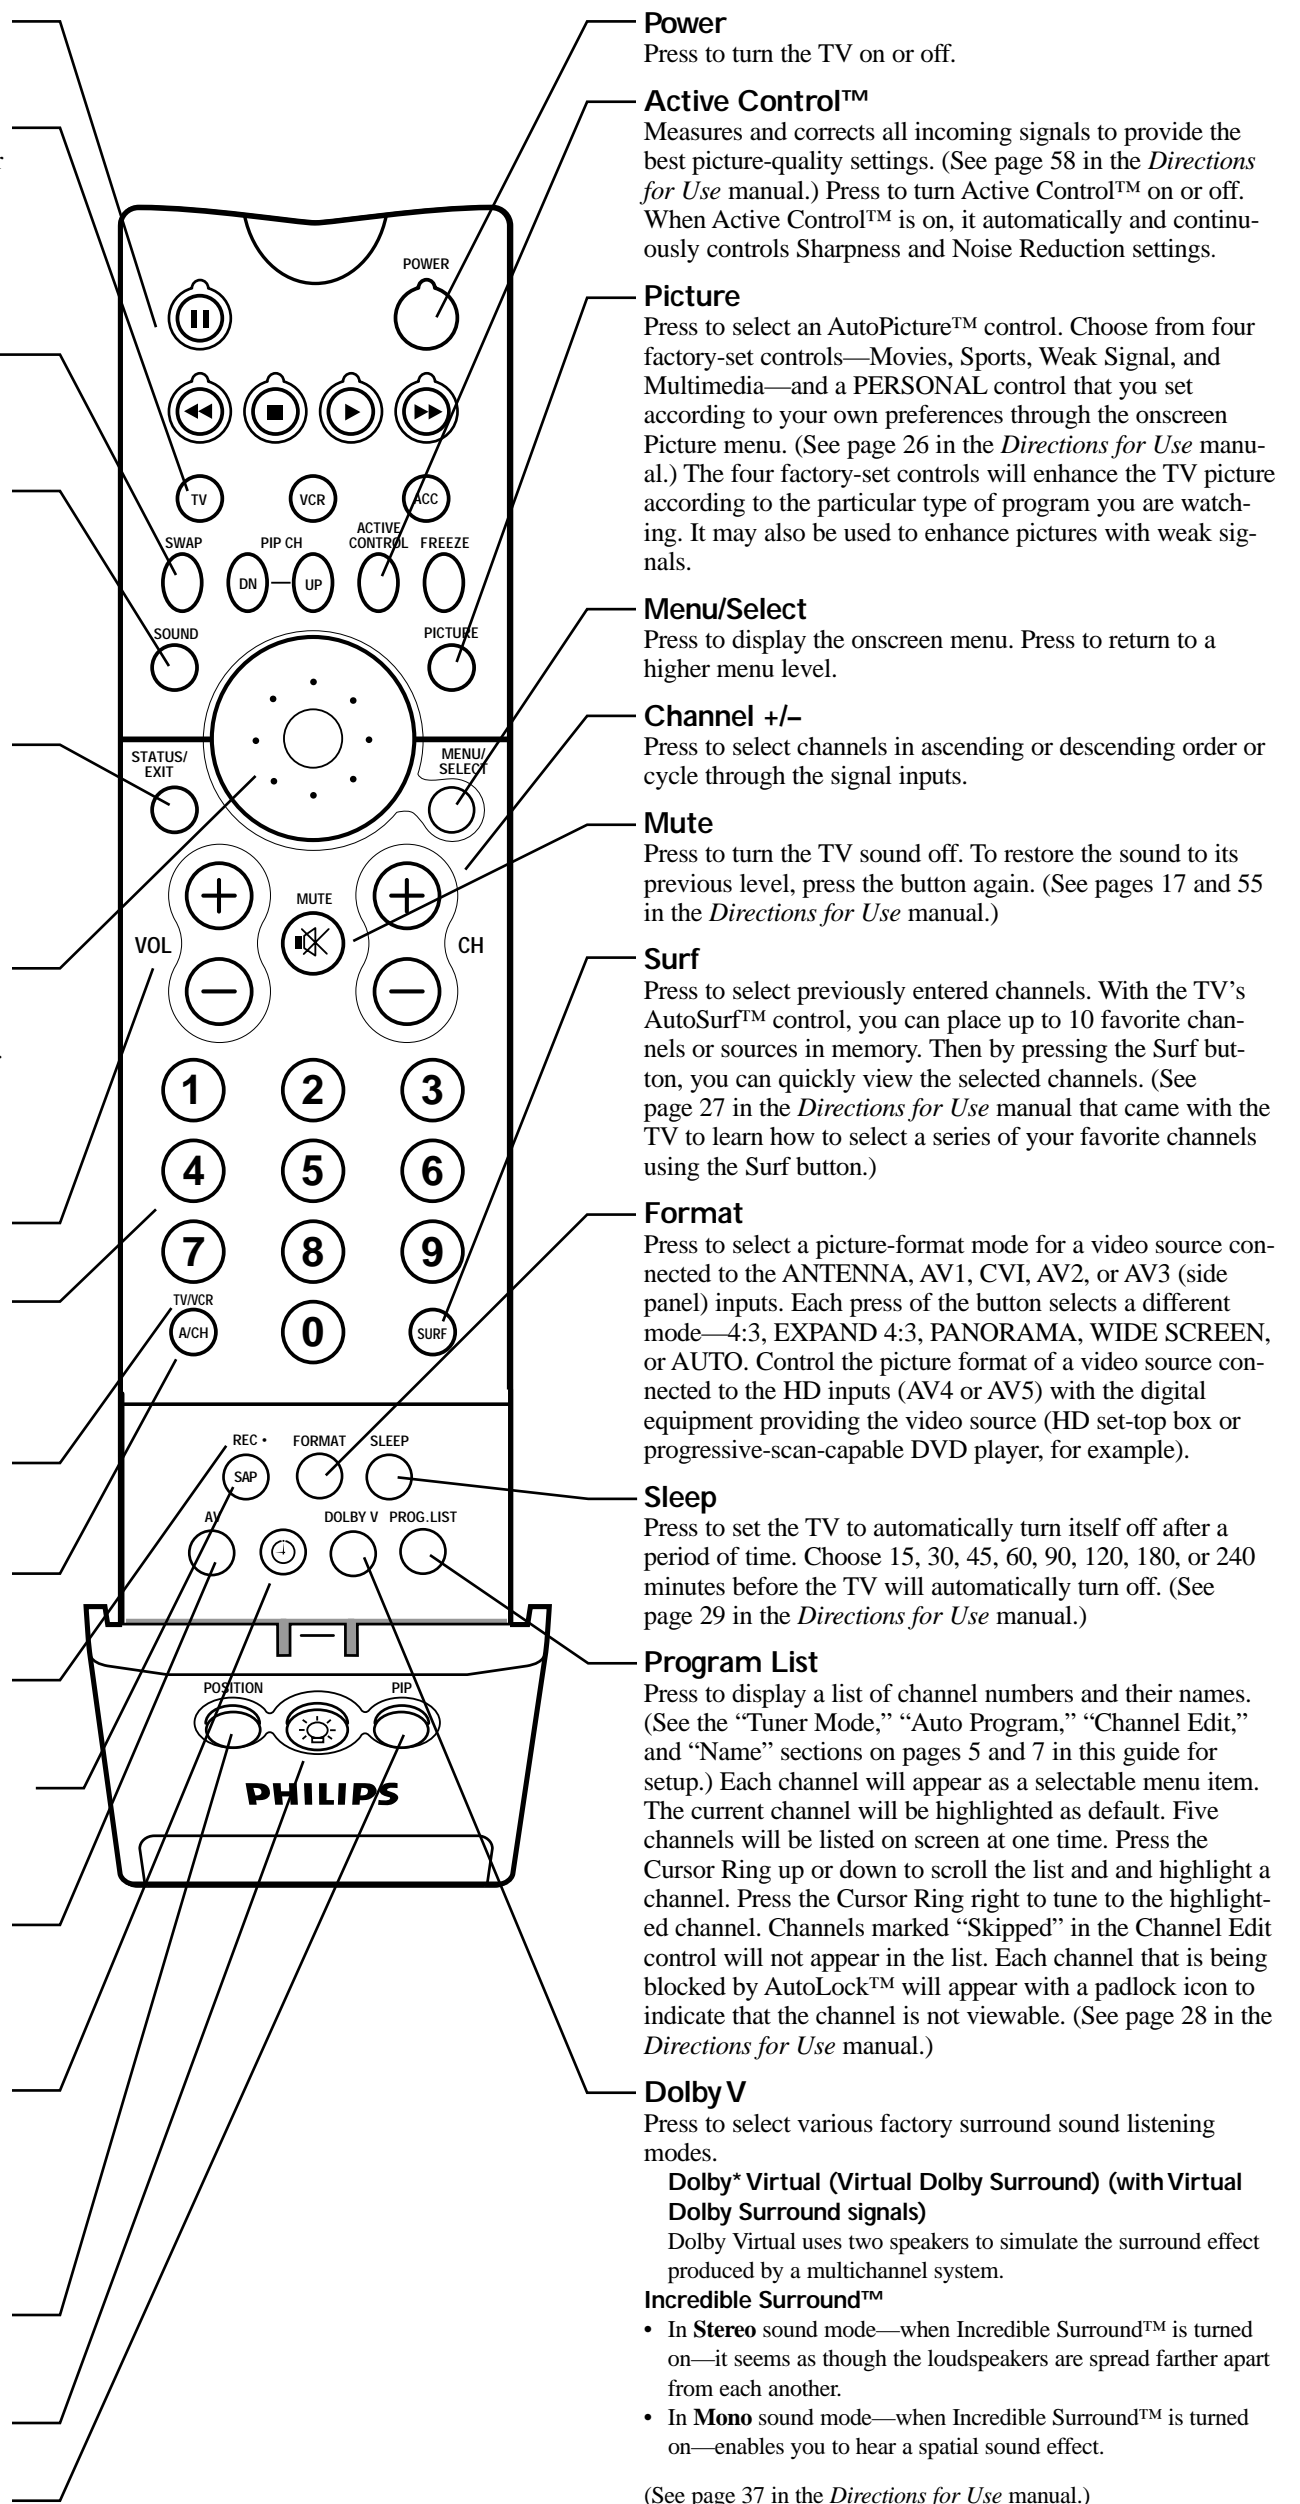 Power
Press to turn the TV on or off.
Active Control™
Measures and corrects all incoming signals to provide the
best picture-quality settings. (See page 58 in the Directions
for Use manual.) Press to turn Active Control™ on or off.
When Active Control™ is on, it automatically and continu-
ously controls Sharpness and Noise Reduction settings.
Picture
Press to select an AutoPicture™ control. Choose from four
factory-set controls—Movies, Sports, Weak Signal, and
Multimedia—and a PERSONAL control that you set
according to your own preferences through the onscreen
Picture menu. (See page 26 in the Directions for Use manu-
al.) The four factory-set controls will enhance the TV picture
according to the particular type of program you are watch-
ing. It may also be used to enhance pictures with weak sig-
nals.
Menu/Select
Press to display the onscreen menu. Press to return to a
higher menu level.
Channel +/–
Press to select channels in ascending or descending order or
cycle through the signal inputs.
Mute
Press to turn the TV sound off. To restore the sound to its
previous level, press the button again. (See pages 17 and 55
in the Directions for Use manual.)
Surf
Press to select previously entered channels. With the TV’s
AutoSurf™ control, you can place up to 10 favorite chan-
nels or sources in memory. Then by pressing the Surf but-
ton, you can quickly view the selected channels. (See
page 27 in the Directions for Use manual that came with the
TV to learn how to select a series of your favorite channels
using the Surf button.)
Format
Press to select a picture-format mode for a video source con-
nected to the ANTENNA, AV1, CVI, AV2, or AV3 (side
panel) inputs. Each press of the button selects a different
mode—4:3, EXPAND 4:3, PANORAMA, WIDE SCREEN,
or AUTO. Control the picture format of a video source con-
nected to the HD inputs (AV4 or AV5) with the digital
equipment providing the video source (HD set-top box or
progressive-scan-capable DVD player, for example).
Sleep
Press to set the TV to automatically turn itself off after a
period of time. Choose 15, 30, 45, 60, 90, 120, 180, or 240
minutes before the TV will automatically turn off. (See
page 29 in the Directions for Use manual.)
Program List
Press to display a list of channel numbers and their names.
(See the “Tuner Mode,” “Auto Program,” “Channel Edit,”
and “Name” sections on pages 5 and 7 in this guide for
setup.) Each channel will appear as a selectable menu item.
The current channel will be highlighted as default. Five
channels will be listed on screen at one time. Press the
Cursor Ring up or down to scroll the list and and highlight a
channel. Press the Cursor Ring right to tune to the highlight-
ed channel. Channels marked “Skipped” in the Channel Edit
control will not appear in the list. Each channel that is being
blocked by AutoLock™ will appear with a padlock icon to
indicate that the channel is not viewable. (See page 28 in the
Directions for Use manual.)
Dolby V
Press to select various factory surround sound listening
modes.
Dolby* Virtual (Virtual Dolby Surround) (with Virtual
Dolby Surround signals)
Dolby Virtual uses two speakers to simulate the surround effect
produced by a multichannel system.
Incredible Surround™
• In Stereo sound mode—when Incredible Surround™ is turned
on—it seems as though the loudspeakers are spread farther apart
from each another.
• In Mono sound mode—when Incredible Surround™ is turned
on—enables you to hear a spatial sound effect.
(See page 37 in the Directions for Use manual.)
POWER
TV VCR ACC
SWAP PIP CH ACTIVE CONTROL FREEZE
DN UP
SOUND PICTURE
STATUS/
EXIT
MENU/
SELECT
MUTE
VOL CH
1 2 3
4 5 6
7 8 9
TV/VCR
A/CH 0 SURF
REC • FORMAT SLEEP
SAP
AV DOLBY V PROG.LIST
POSITION PIP
PHILIPS